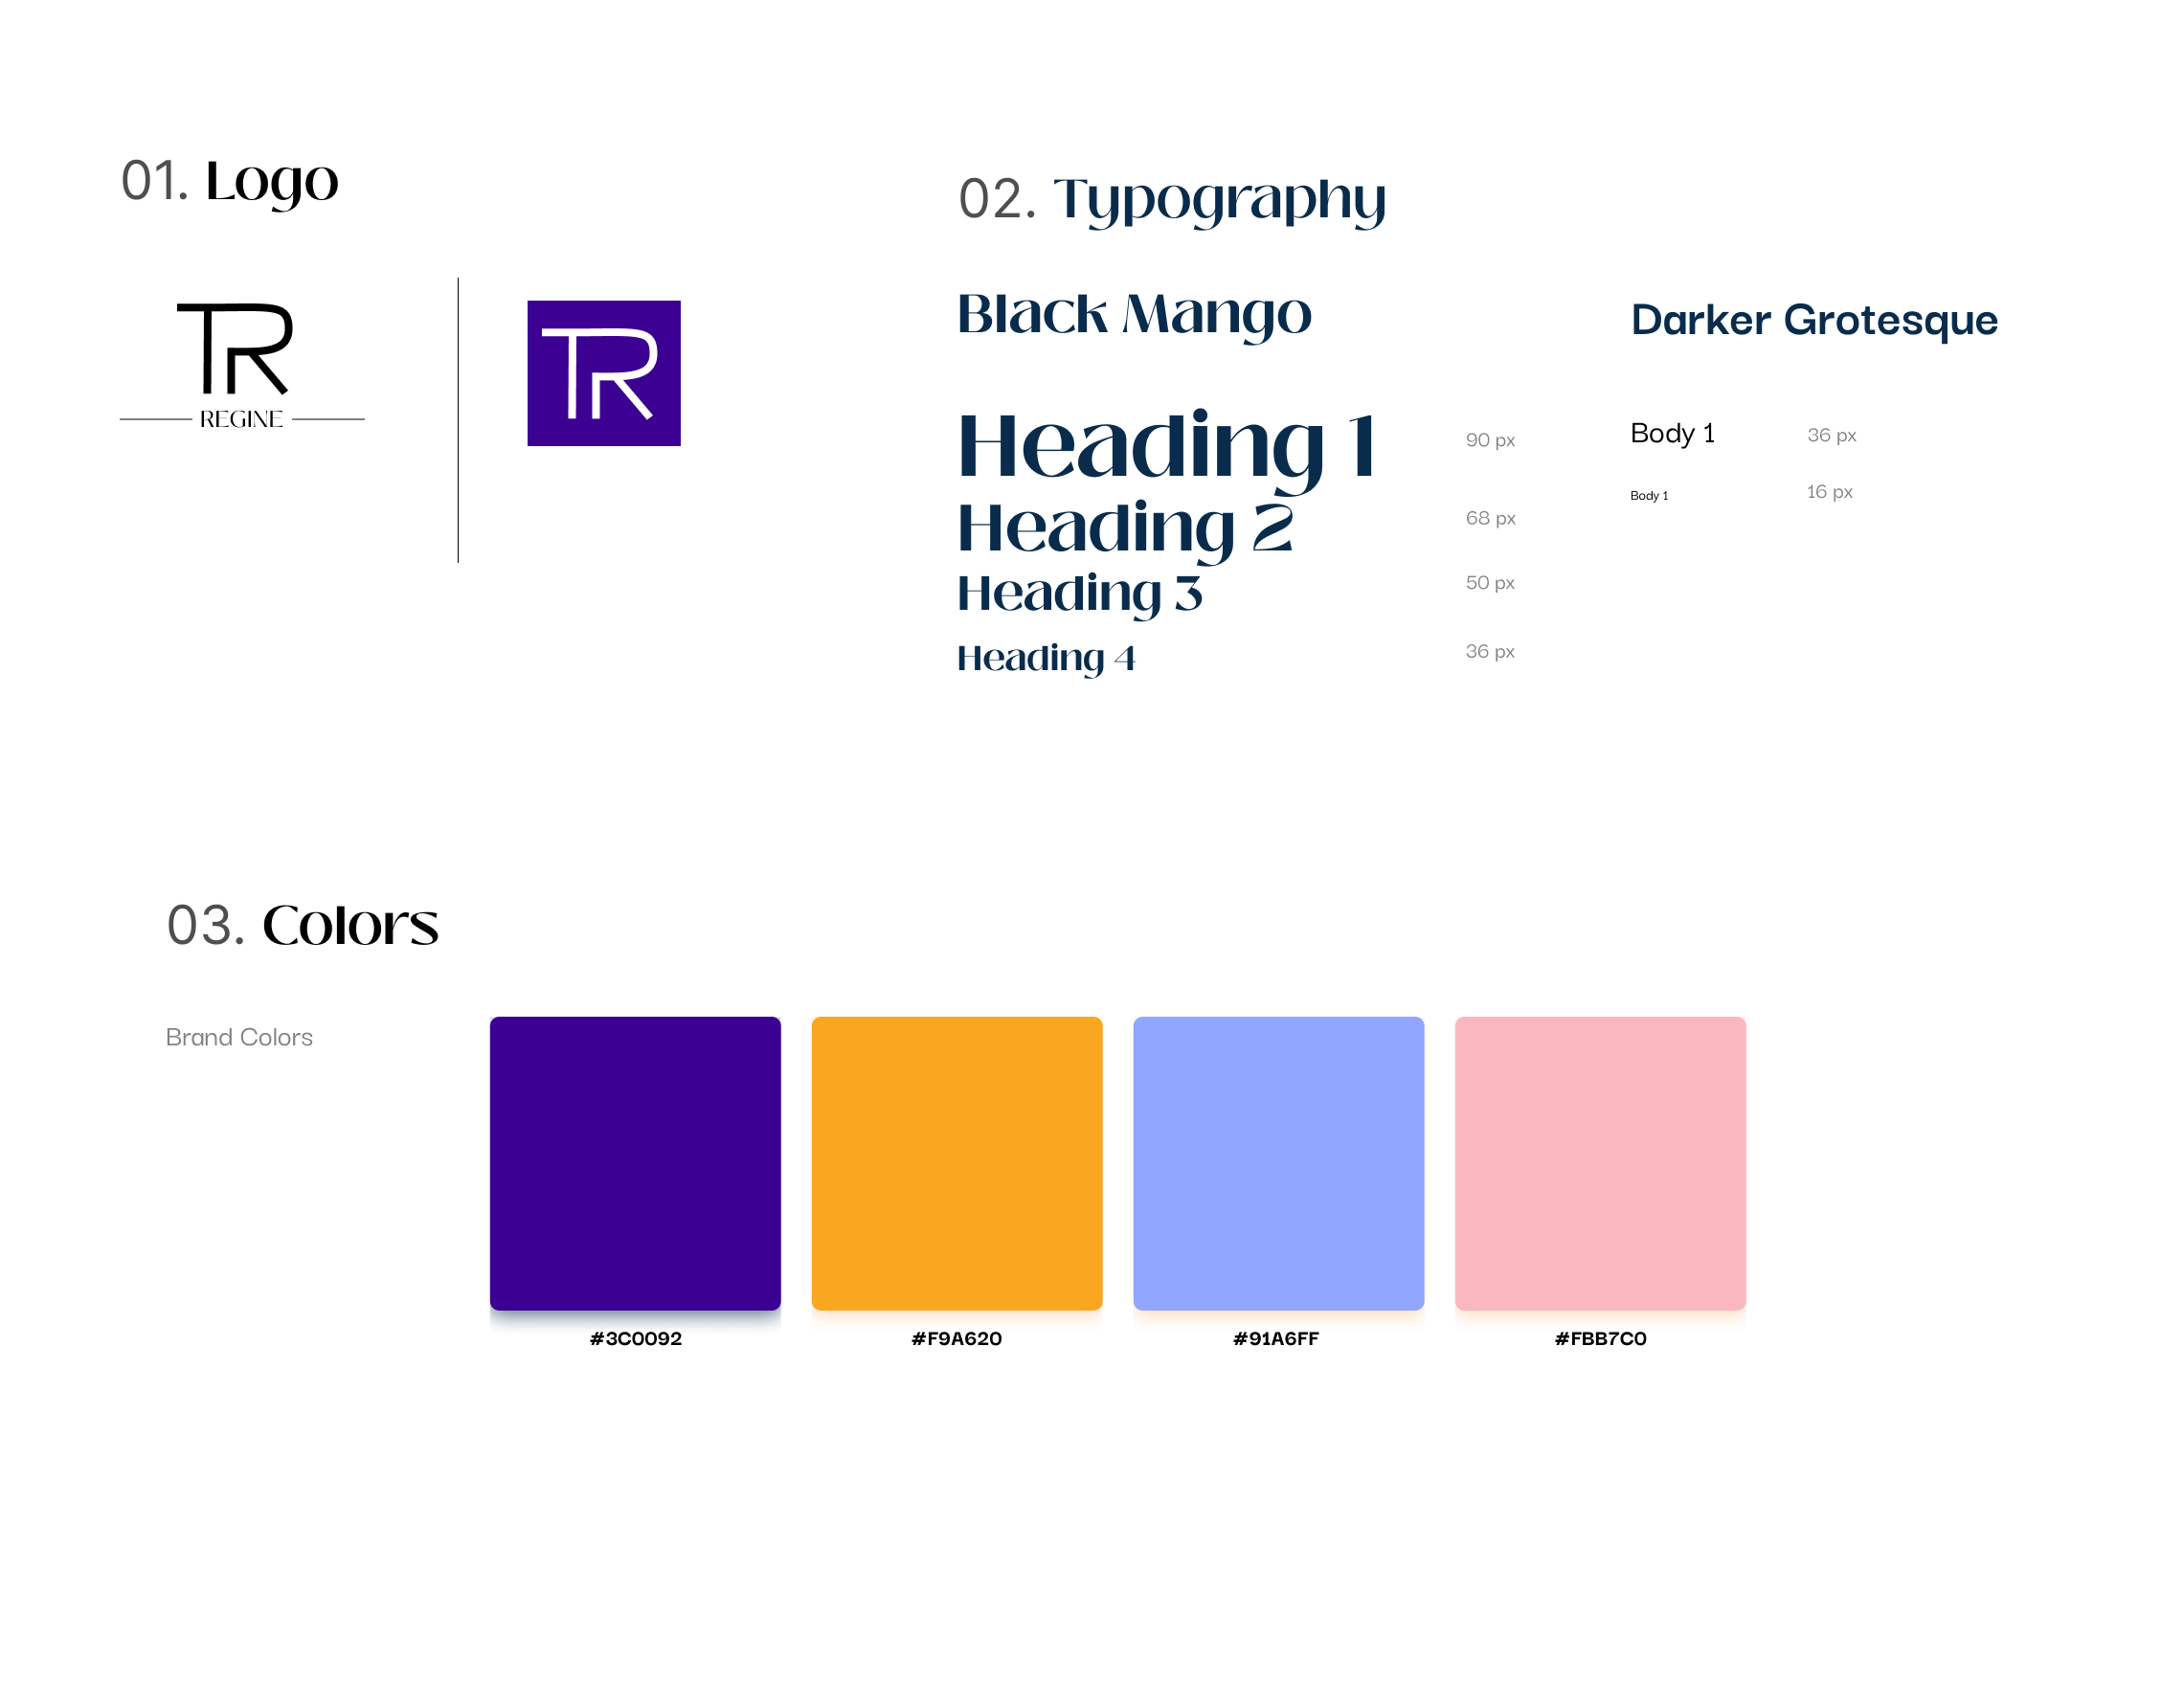 01. Logo
TR
REGINE
TR
02. Typography
Black Mango
Heading 1
90 px
Heading 2
68 px
Heading 3
50 px
Heading 4
36 px
Darker Grotesque
Body 1
36 px
Body 1
16 px
03. Colors
Brand Colors
#3C0092
#F9A620
#91A6FF
#FBB7C0